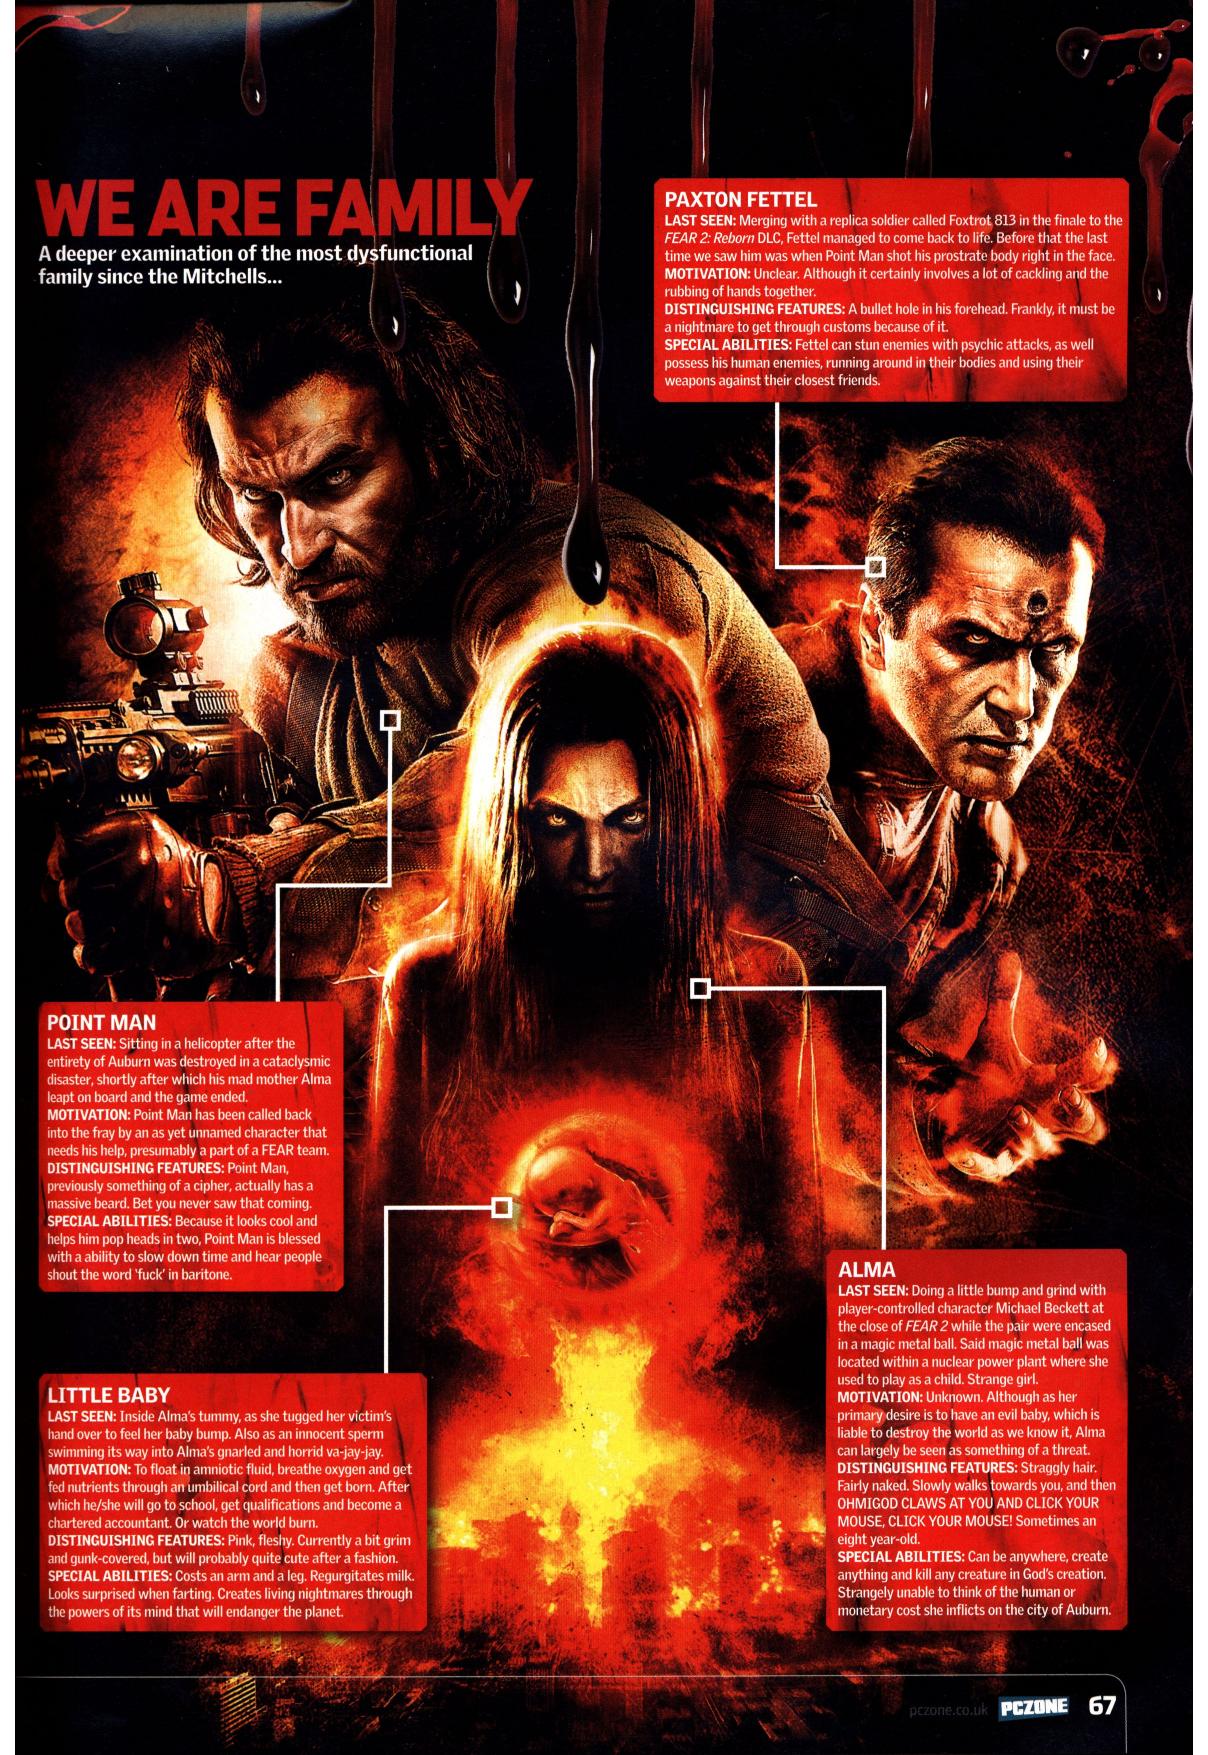 WE ARE FAMILY
A deeper examination of the most dysfunctional
family since the Mitchells...
PAXTON FETTEL
LAST SEEN: Merging with a replica soldier called Foxtrot 813 in the finale to the
FEAR 2: Reborn DLC, Fettel managed to come back to life. Before that the last
time we saw him was when Point Man shot his prostrate body right in the face.
MOTIVATION: Unclear. Although it certainly involves a lot of cackling and the
rubbing of hands together.
DISTINGUISHING FEATURES: A bullet hole in his forehead. Frankly, it must be
a nightmare to get through customs because of it.
SPECIAL ABILITIES: Fettel can stun enemies with psychic attacks, as well
possess his human enemies, running around in their bodies and using their
weapons against their closest friends.
POINT MAN
LAST SEEN: Sitting in a helicopter after the
entirety of Auburn was destroyed in a cataclysmic
disaster, shortly after which his mad mother Alma
leapt on board and the game ended.
MOTIVATION: Point Man has been called back
into the fray by an as yet unnamed character that
needs his help, presumably a part of a FEAR team.
DISTINGUISHING FEATURES: Point Man,
previously something of a cipher, actually has a
massive beard. Bet you never saw that coming.
SPECIAL ABILITIES: Because it looks cool and
helps him pop heads in two, Point Man is blessed
with a ability to slow down time and hear people
shout the word 'fuck' in baritone.
LITTLE BABY
LAST SEEN: Inside Alma's tummy, as she tugged her victim's
hand over to feel her baby bump. Also as an innocent sperm
swimming its way into Alma's gnarled and horrid va-jay-jay.
MOTIVATION: To float in amniotic fluid, breathe oxygen and get
fed nutrients through an umbilical cord and then get born. After
which he/she will go to school, get qualifications and become a
chartered accountant. Or watch the world burn.
DISTINGUISHING FEATURES: Pink, fleshy. Currently a bit grim
and gunk-covered, but will probably quite cute after a fashion.
SPECIAL ABILITIES: Costs an arm and a leg. Regurgitates milk.
Looks surprised when farting. Creates living nightmares through
the powers of its mind that will endanger the planet.
ALMA
LAST SEEN: Doing a little bump and grind with
player-controlled character Michael Beckett at
the close of FEAR 2 while the pair were encased
in a magic metal ball. Said magic metal ball was
located within a nuclear power plant where she
used to play as a child. Strange girl.
MOTIVATION: Unknown. Although as her
primary desire is to have an evil baby, which is
liable to destroy the world as we know it, Alma
can largely be seen as something of a threat.
DISTINGUISHING FEATURES: Straggly hair.
Fairly naked. Slowly walks towards you, and then
OHMIGOD CLAWS AT YOU AND CLICK YOUR
MOUSE, CLICK YOUR MOUSE! Sometimes an
eight year-old.
SPECIAL ABILITIES: Can be anywhere, create
anything and kill any creature in God's creation.
Strangely unable to think of the human or
monetary cost she inflicts on the city of Auburn.
pczone.co.uk PCZONE 67